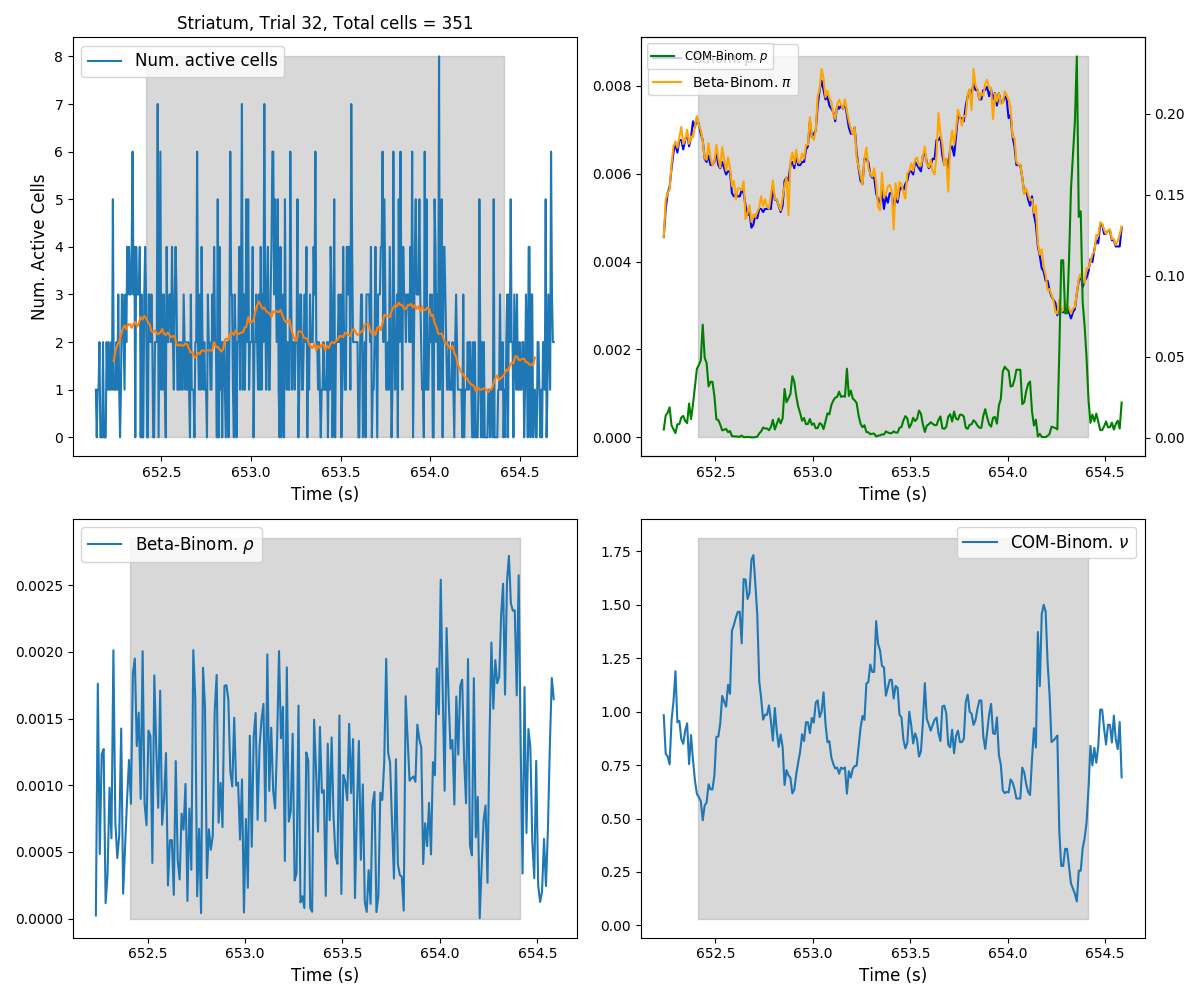 Striatum, Trial 32, Total cells = 351
Num. active cells
Num. Active Cells
8
7
6
5
4
3
2
1
0
652.5 653.0 653.5 654.0 654.5
Time (s)
COM-Binom. p
Beta-Binom. π
0.008
0.006
0.004
0.002
0.000
0.20
0.15
0.10
0.05
0.00
652.5 653.0 653.5 654.0 654.5
Time (s)
Beta-Binom. ρ
0.0025
0.0020
0.0015
0.0010
0.0005
0.0000
652.5 653.0 653.5 654.0 654.5
Time (s)
COM-Binom. ν
1.75
1.50
1.25
1.00
0.75
0.50
0.25
0.00
652.5 653.0 653.5 654.0 654.5
Time (s)